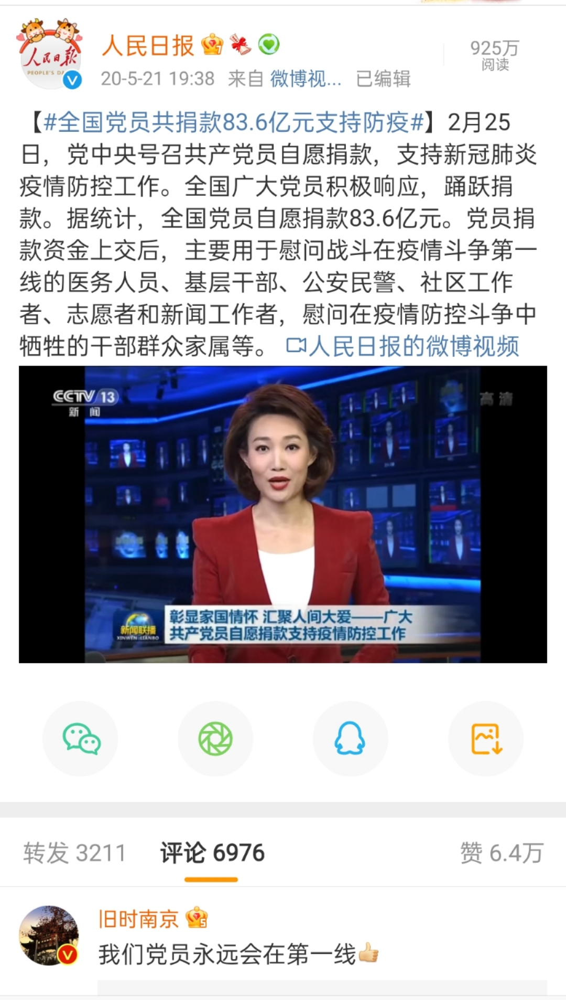 人民日报
PEOPLE'S DA
人民日报
925万
阅读
20-5-21 19:38 来自 微博视... 已编辑
【#全国党员共捐款83.6亿元支持防疫#】2月25
日，党中央号召共产党员自愿捐款，支持新冠肺炎
疫情防控工作。全国广大党员积极响应，踊跃捐
款。据统计，全国党员自愿捐款83.6亿元。党员捐
款资金上交后，主要用于慰问战斗在疫情斗争第一
线的医务人员、基层干部、公安民警、社区工作
者、志愿者和新闻工作者，慰问在疫情防控斗争中
牺牲的干部群众家属等。 人民日报的微博视频
CCTV 13
新闻
高清
新闻联播
XINWEN LIANBO
彰显家国情怀 汇聚人间大爱——广大
共产党员自愿捐款支持疫情防控工作
转发 3211 评论 6976 赞 6.4万
旧时南京
5
我们党员永远会在第一线👍